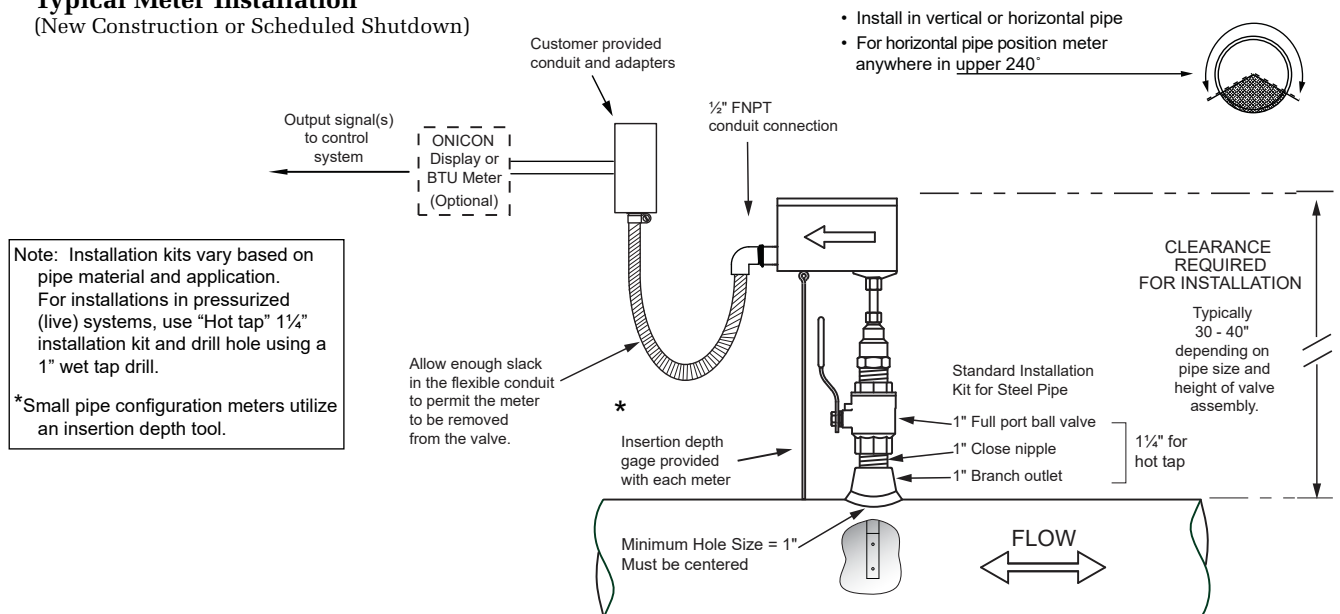 Typical Meter Installation
(New Construction or Scheduled Shutdown)
• Install in vertical or horizontal pipe
• For horizontal pipe position meter
anywhere in upper 240°
Customer provided
conduit and adapters
½" FNPT
conduit connection
Output signal(s)
to control
system
ONICON
Display or
BTU Meter
(Optional)
Note: Installation kits vary based on
pipe material and application.
For installations in pressurized
(live) systems, use “Hot tap” 1¼”
installation kit and drill hole using a
1” wet tap drill.
*Small pipe configuration meters utilize
an insertion depth tool.
CLEARANCE
REQUIRED
FOR INSTALLATION
Typically
30 - 40"
depending on
pipe size and
height of valve
assembly.
Allow enough slack
in the flexible conduit
to permit the meter
to be removed
from the valve.
*
Insertion depth
gage provided
with each meter
Standard Installation
Kit for Steel Pipe
1" Full port ball valve
1" Close nipple
1" Branch outlet
1¼" for
hot tap
Minimum Hole Size = 1"
Must be centered
FLOW